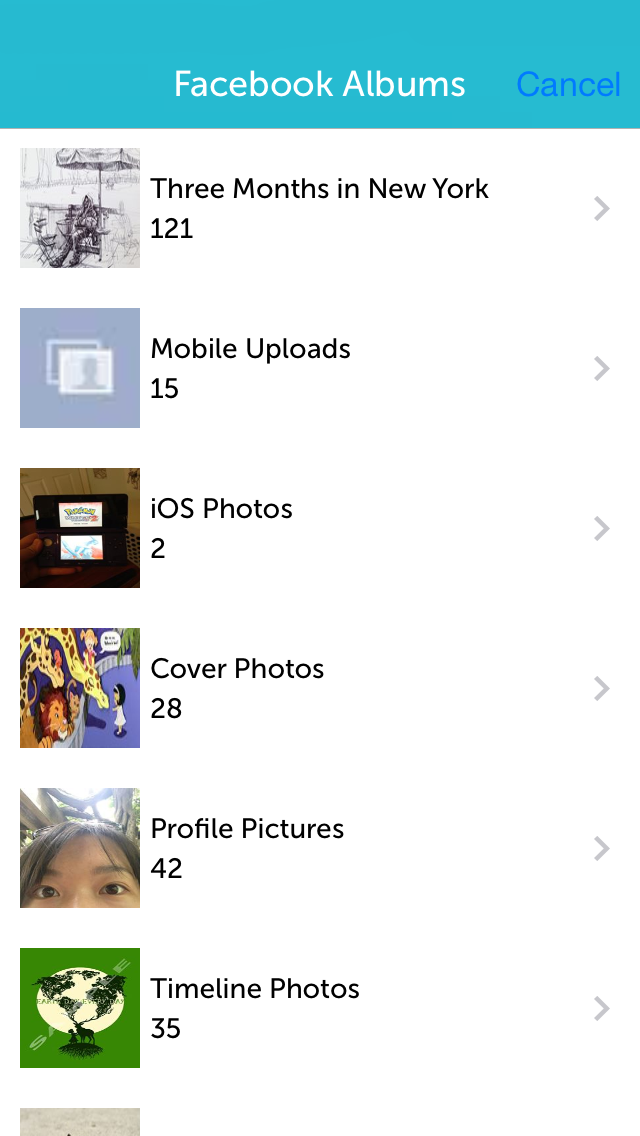 Facebook Albums
Cancel
Three Months in New York
121
Mobile Uploads
15
iOS Photos
2
Pokémon
Cover Photos
28
Profile Pictures
42
Timeline Photos
35